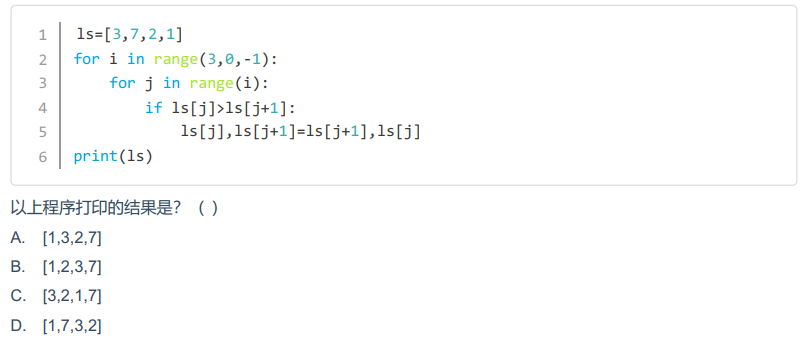 1 ls=[3,7,2,1]
2 for i in range(3,0,-1):
3     for j in range(i):
4         if ls[j]>ls[j+1]:
5             ls[j],ls[j+1]=ls[j+1],ls[j]
6 print(ls)
以上程序打印的结果是？（ ）
A. [1,3,2,7]
B. [1,2,3,7]
C. [3,2,1,7]
D. [1,7,3,2]